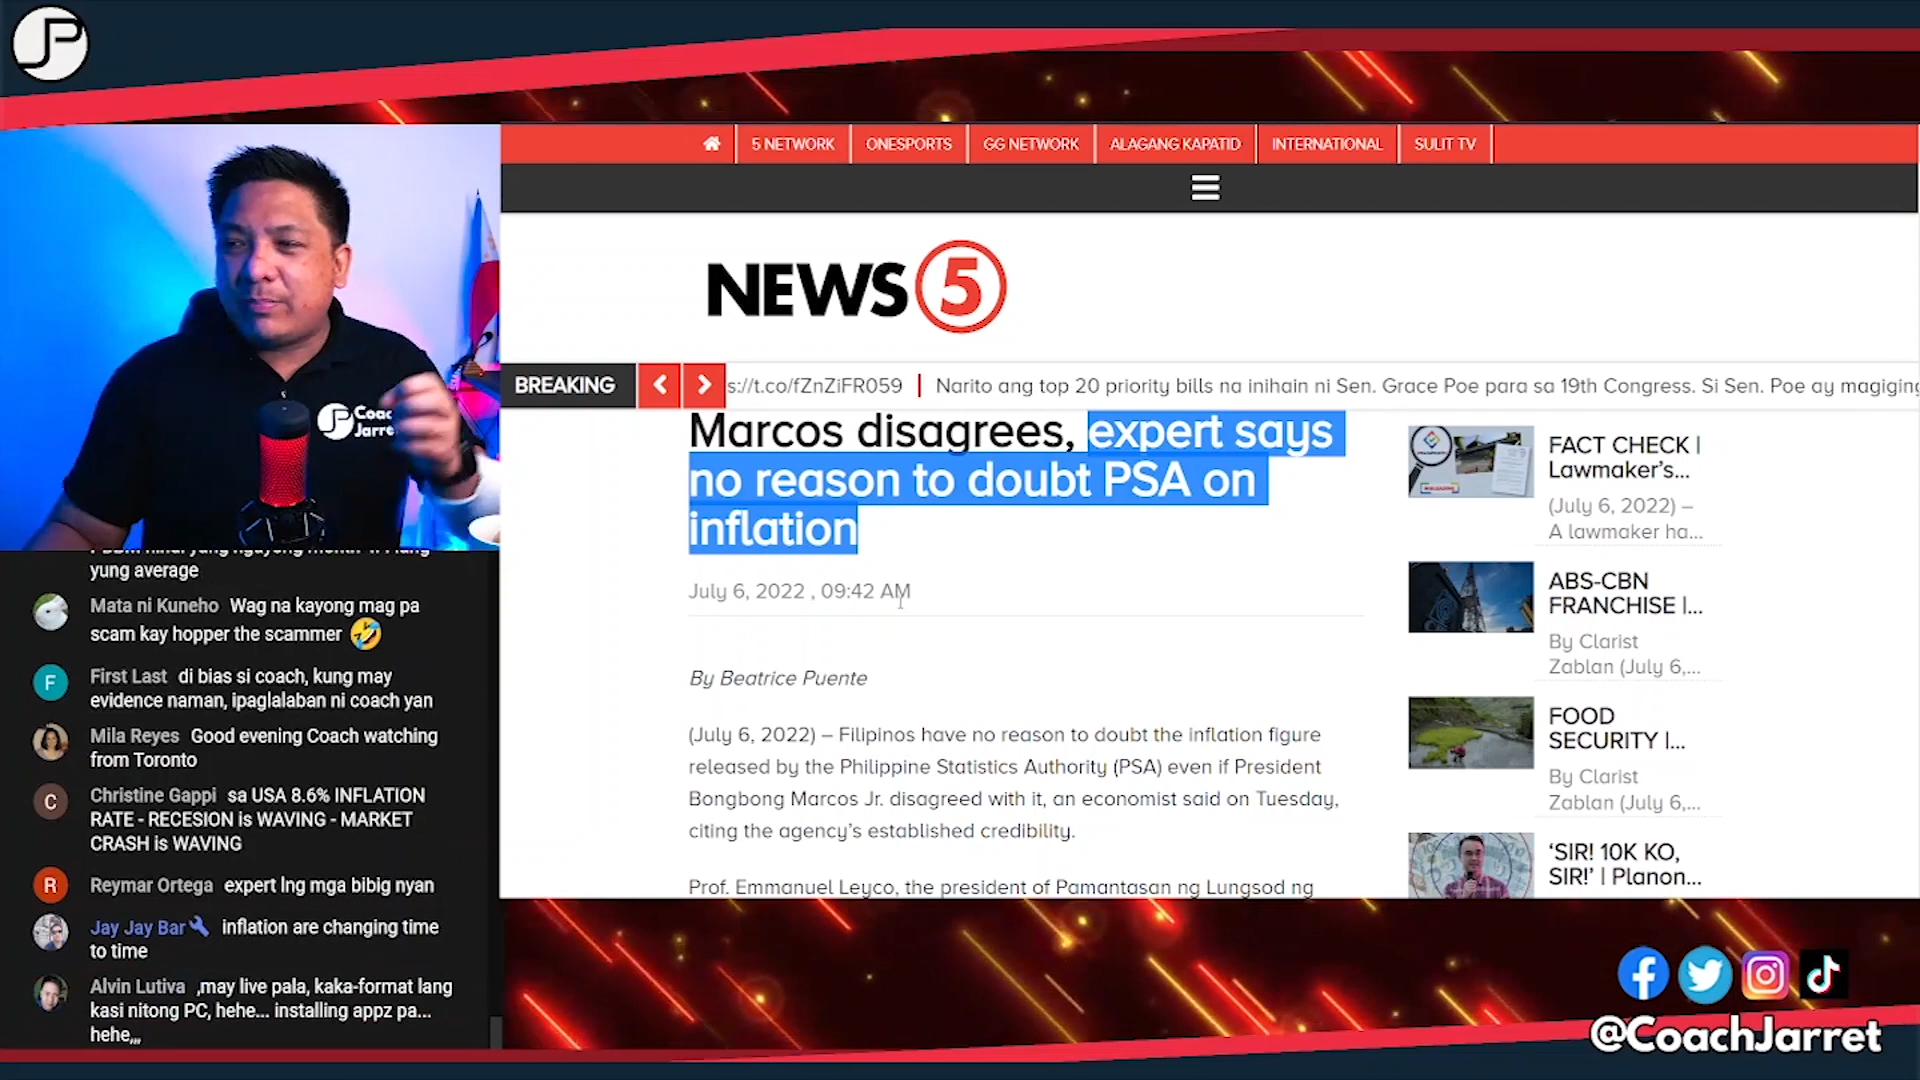 JP
5 NETWORK
ONESPORTS
GG NETWORK
ALAGANG KAPATID
INTERNATIONAL
SULIT TV
NEWS 5
BREAKING
s://t.co/fZnZiFR059 | Narito ang top 20 priority bills na inihain ni Sen. Grace Poe para sa 19th Congress. Si Sen. Poe ay magiging
Marcos disagrees, expert says
no reason to doubt PSA on
inflation
July 6, 2022 , 09:42 AM
By Beatrice Puente
(July 6, 2022) – Filipinos have no reason to doubt the inflation figure
released by the Philippine Statistics Authority (PSA) even if President
Bongbong Marcos Jr. disagreed with it, an economist said on Tuesday,
citing the agency's established credibility.
Prof. Emmanuel Leyco, the president of Pamantasan ng Lungsod ng
FACT CHECK |
Lawmaker's...
(July 6, 2022) –
A lawmaker ha...
ABS-CBN
FRANCHISE |...
By Clarist
Zablan (July 6,...
FOOD
SECURITY |...
By Clarist
Zablan (July 6,...
'SIR! 10K KO,
SIR!' | Planon...
JP Coach
Jarret
yung average
Mata ni Kuneho Wag na kayong mag pa
scam kay hopper the scammer 🤣
F
First Last di bias si coach, kung may
evidence naman, ipaglalaban ni coach yan
Mila Reyes Good evening Coach watching
from Toronto
C
Christine Gappi sa USA 8.6% INFLATION
RATE - RECESION is WAVING - MARKET
CRASH is WAVING
R
Reymar Ortega expert lng mga bibig nyan
Jay Jay Bar inflation are changing time
to time
Alvin Lutiva ,may live pala, kaka-format lang
kasi nitong PC, hehe... installing appz pa...
hehe,,,
@CoachJarret